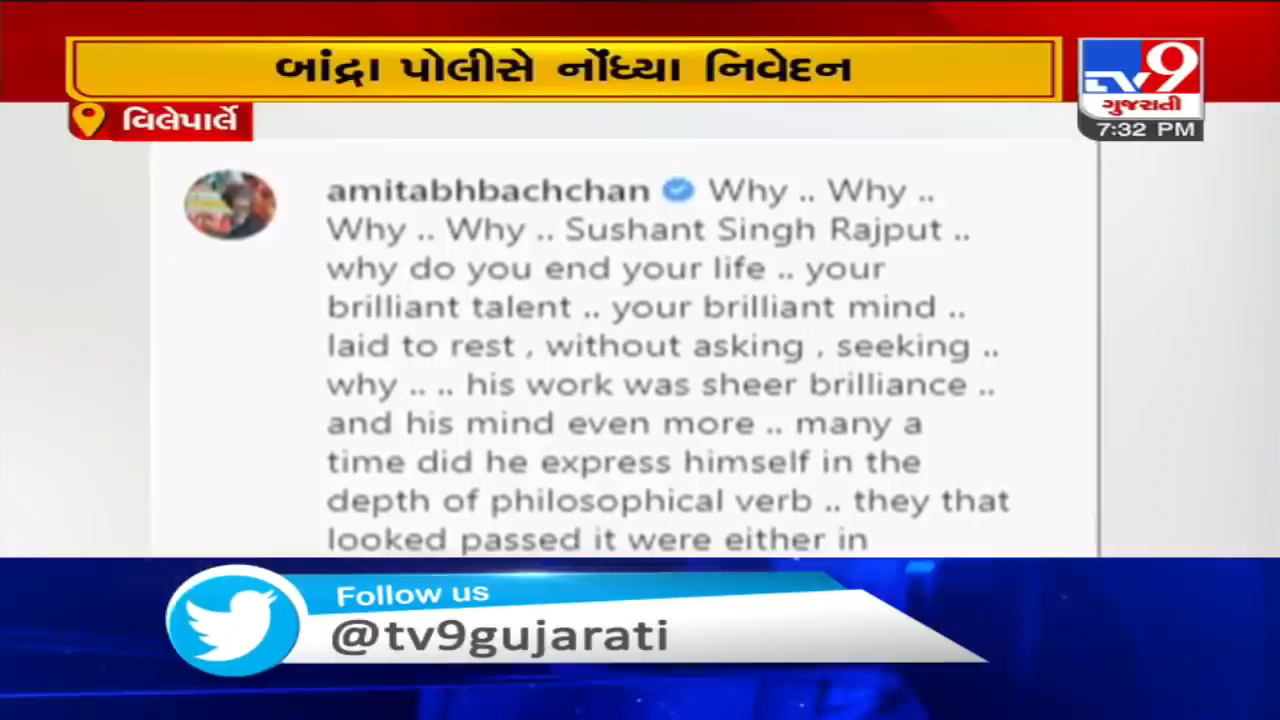 બાંદ્રા પોલીસે નોંધ્યા નિવેદન
TV9
ગુજરાતી
7:32 PM
વિલેપાર્લે
amitabhbachchan Why .. Why ..
Why .. Why .. Sushant Singh Rajput ..
why do you end your life .. your
brilliant talent .. your brilliant mind ..
laid to rest , without asking , seeking ..
why .. .. his work was sheer brilliance ..
and his mind even more .. many a
time did he express himself in the
depth of philosophical verb .. they that
looked passed it were either in
Follow us
@tv9gujarati